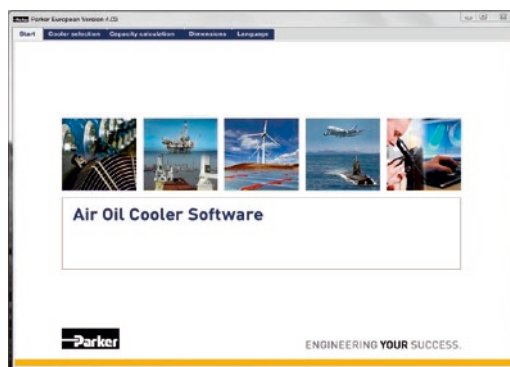 Parker European Version 4.03
Start Cooler selection Capacity calculation Dimensions Language
Air Oil Cooler Software
Parker
ENGINEERING YOUR SUCCESS.